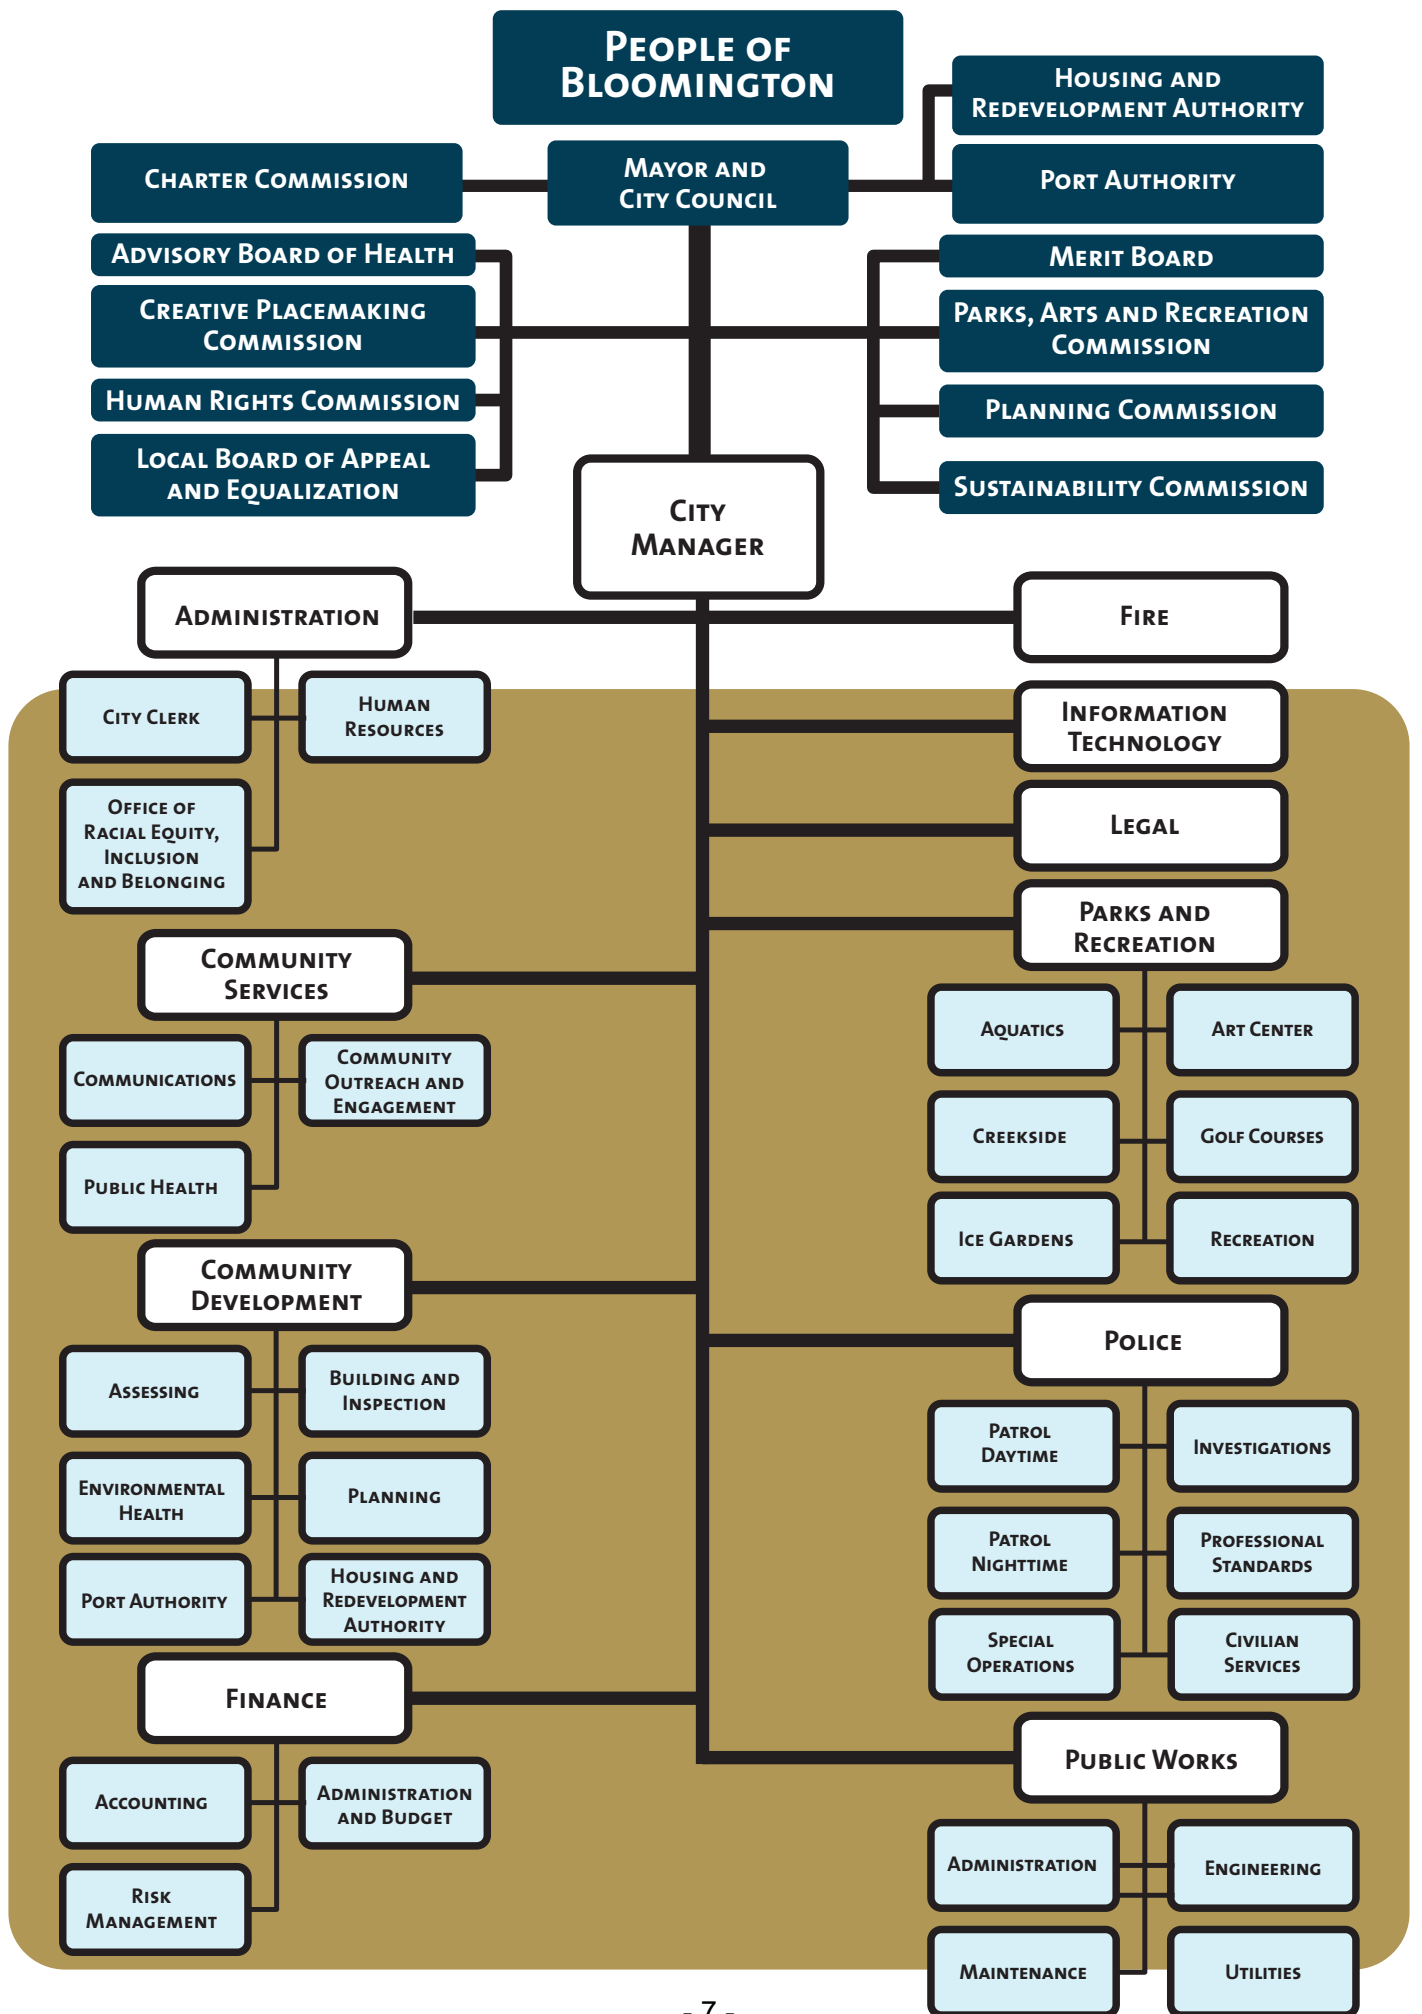 People of
Bloomington
Housing and
Redevelopment Authority
Charter Commission
Mayor and
City Council
Port Authority
Advisory Board of Health
Merit Board
Creative Placemaking
Commission
Parks, Arts and Recreation
Commission
Human Rights Commission
Planning Commission
Local Board of Appeal
and Equalization
Sustainability Commission
City
Manager
Administration
Fire
City Clerk
Human
Resources
Office of
Racial Equity,
Inclusion
and Belonging
Information
Technology
Legal
Community
Services
Parks and
Recreation
Communications
Community
Outreach and
Engagement
Public Health
Aquatics
Art Center
Creekside
Golf Courses
Ice Gardens
Recreation
Community
Development
Assessing
Building and
Inspection
Environmental
Health
Planning
Port Authority
Housing and
Redevelopment
Authority
Police
Patrol
Daytime
Investigations
Patrol
Nighttime
Professional
Standards
Special
Operations
Civilian
Services
Finance
Accounting
Administration
and Budget
Risk
Management
Public Works
Administration
Engineering
Maintenance
Utilities
- 7 -